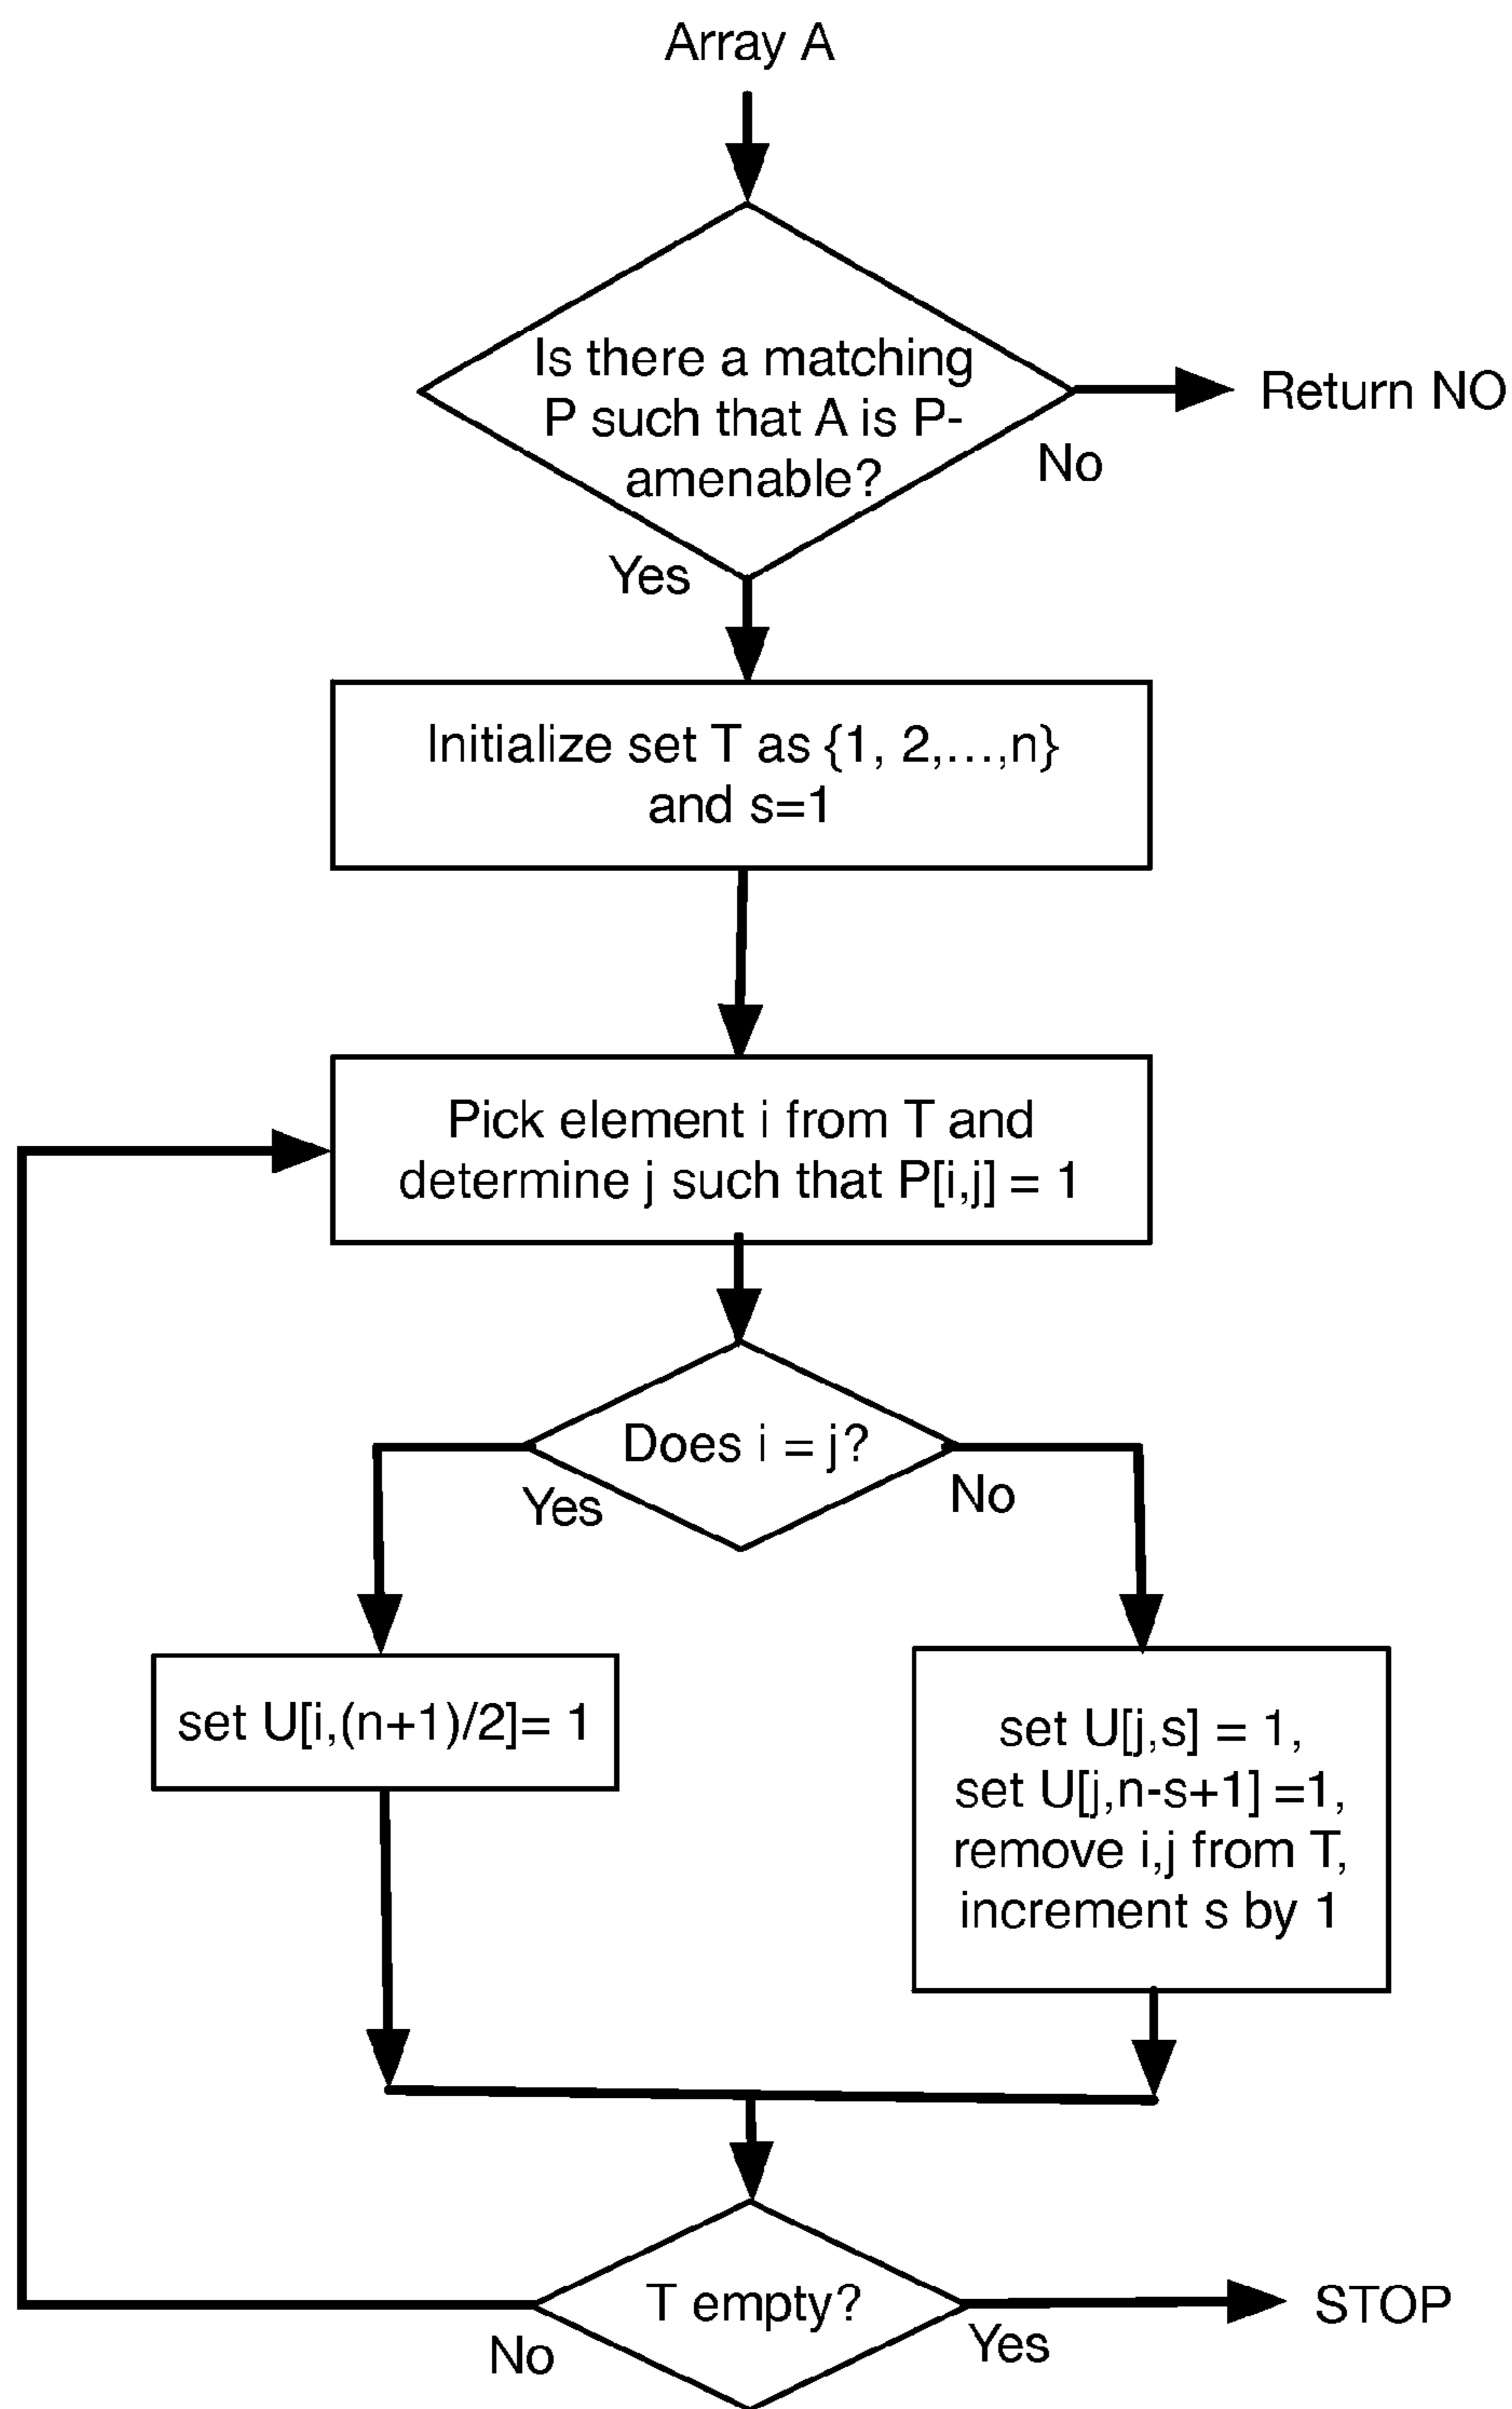 Array A
Is there a matching
P such that A is P-
amenable?
Return NO
No
Yes
Initialize set T as {1, 2,...,n}
and s=1
Pick element i from T and
determine j such that P[i,j] = 1
Does i = j?
Yes
No
set U[i,(n+1)/2]= 1
set U[j,s] = 1,
set U[j,n-s+1] =1,
remove i,j from T,
increment s by 1
T empty?
STOP
No
Yes